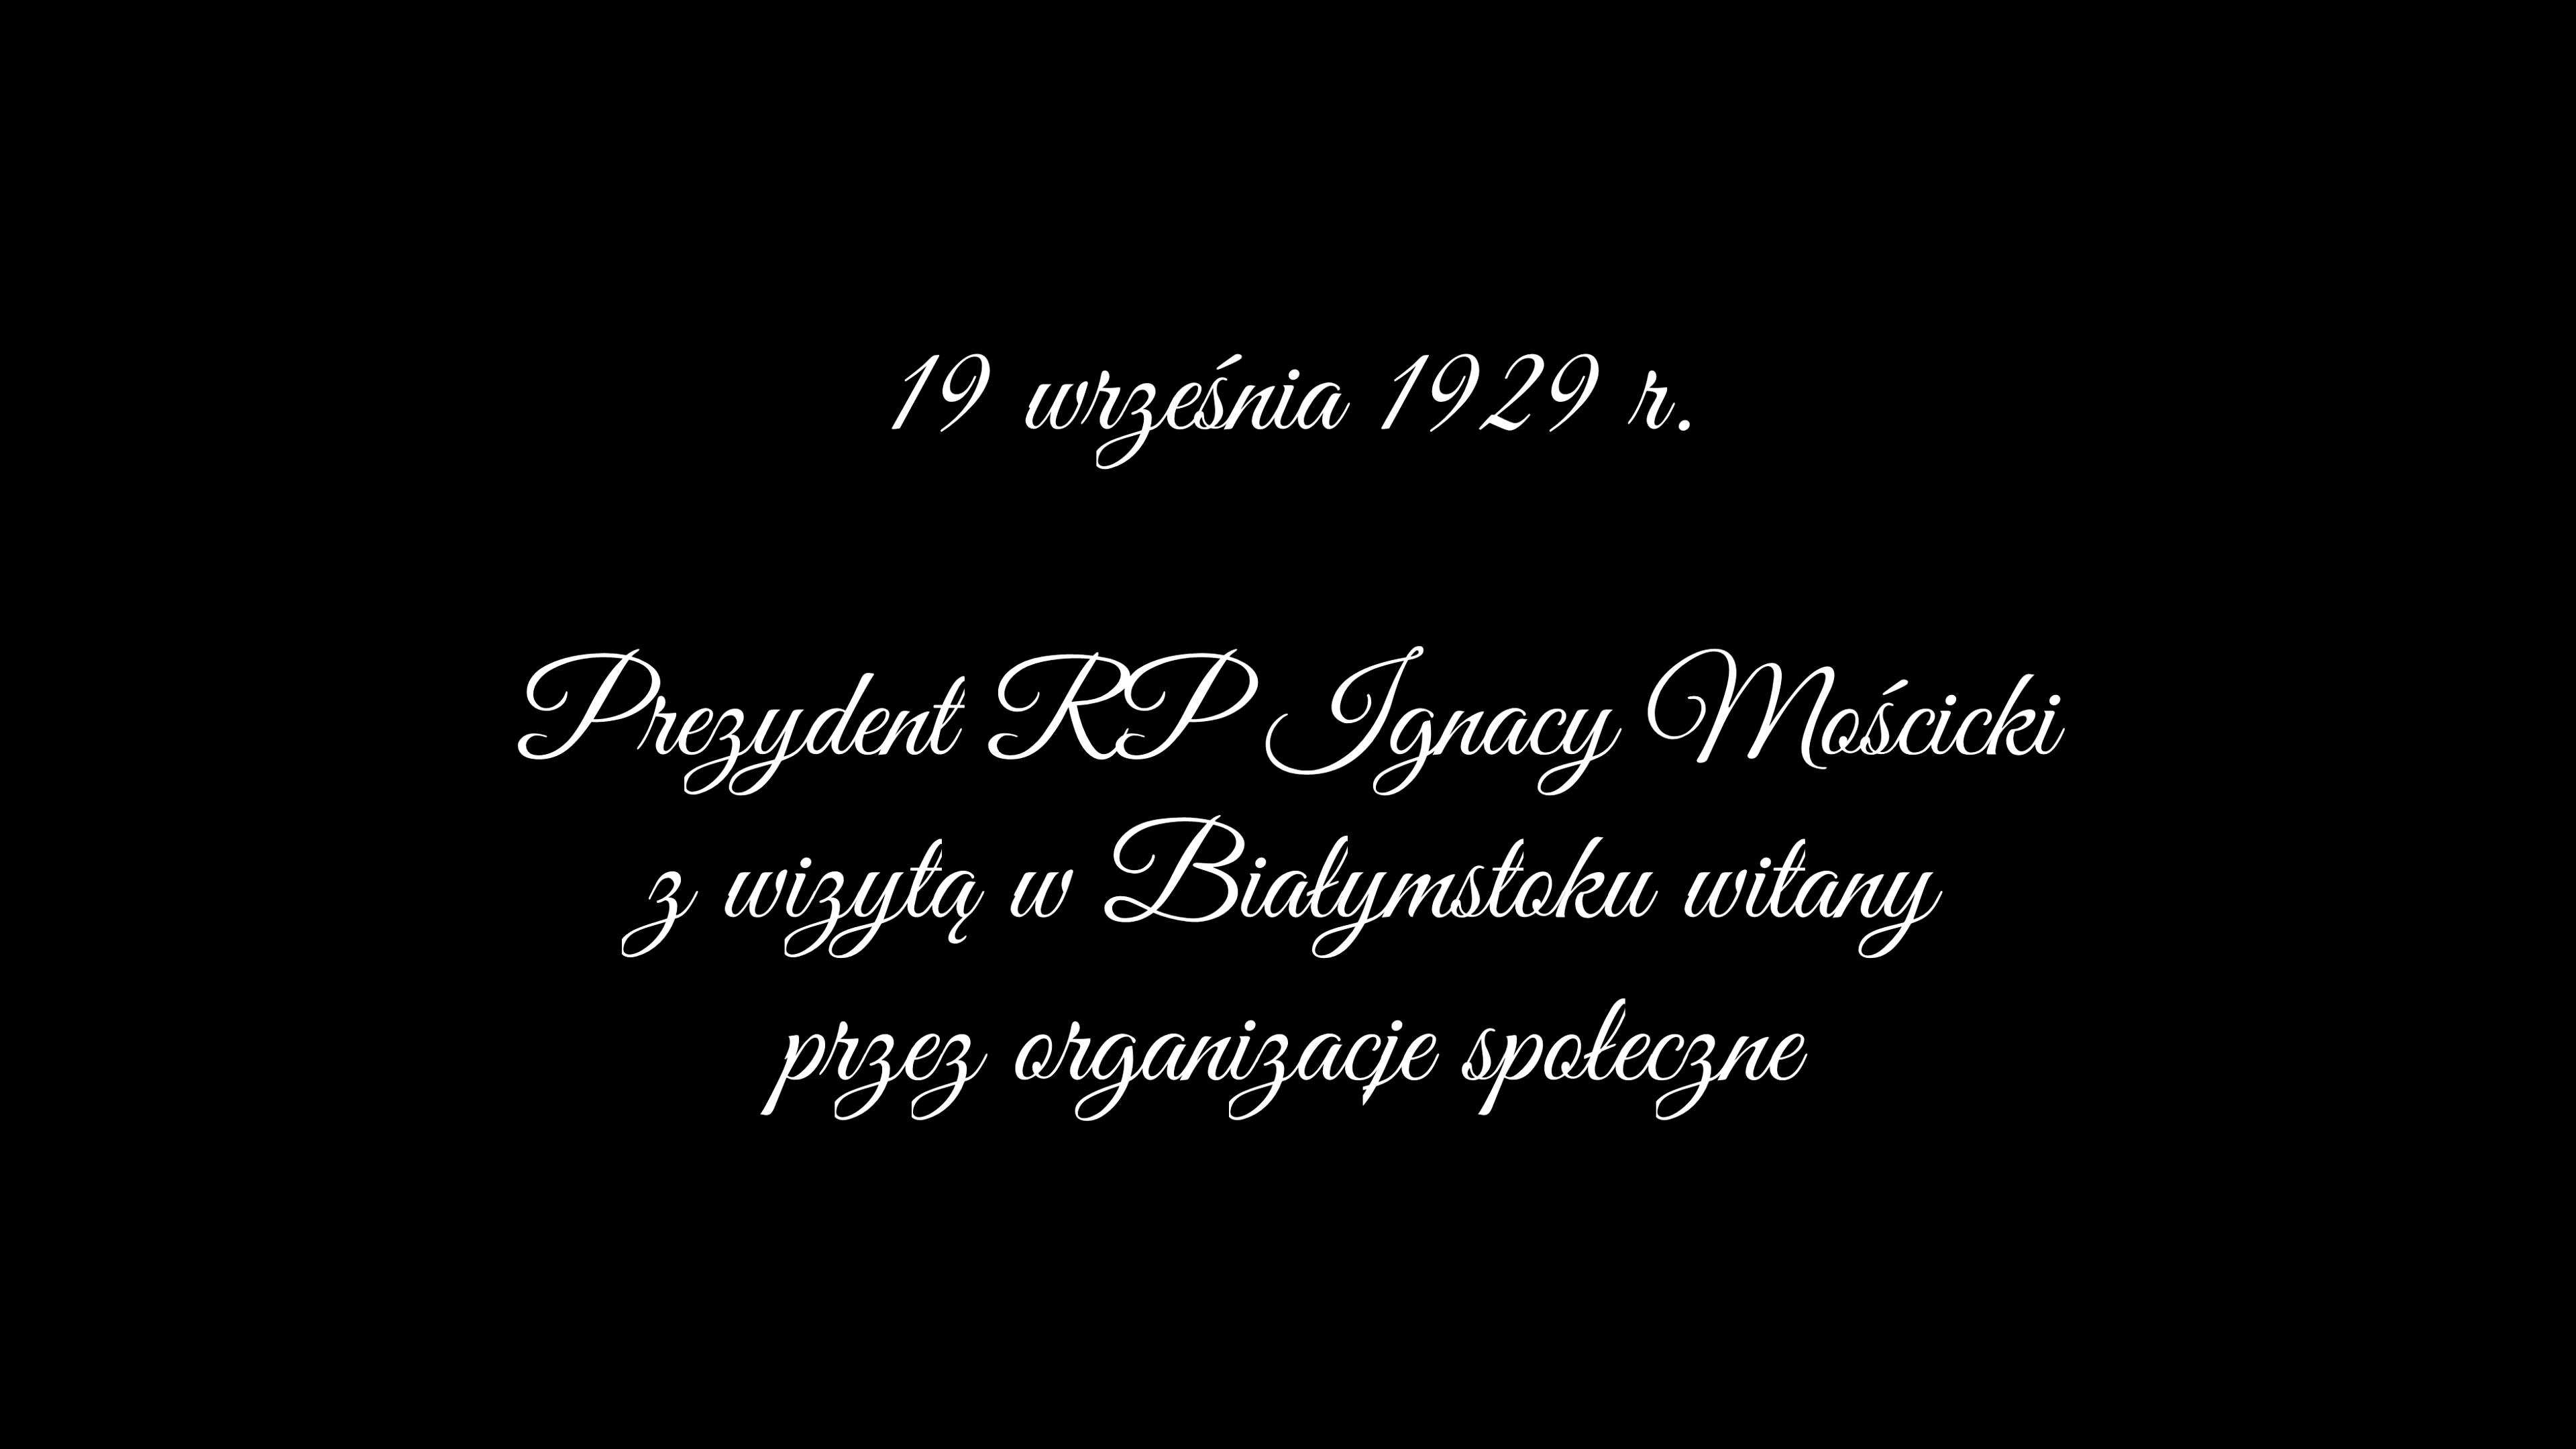 19 września 1929 r.
Prezydent RP Ignacy Mościcki
z wizytą w Białymstoku witany
przez organizacje społeczne